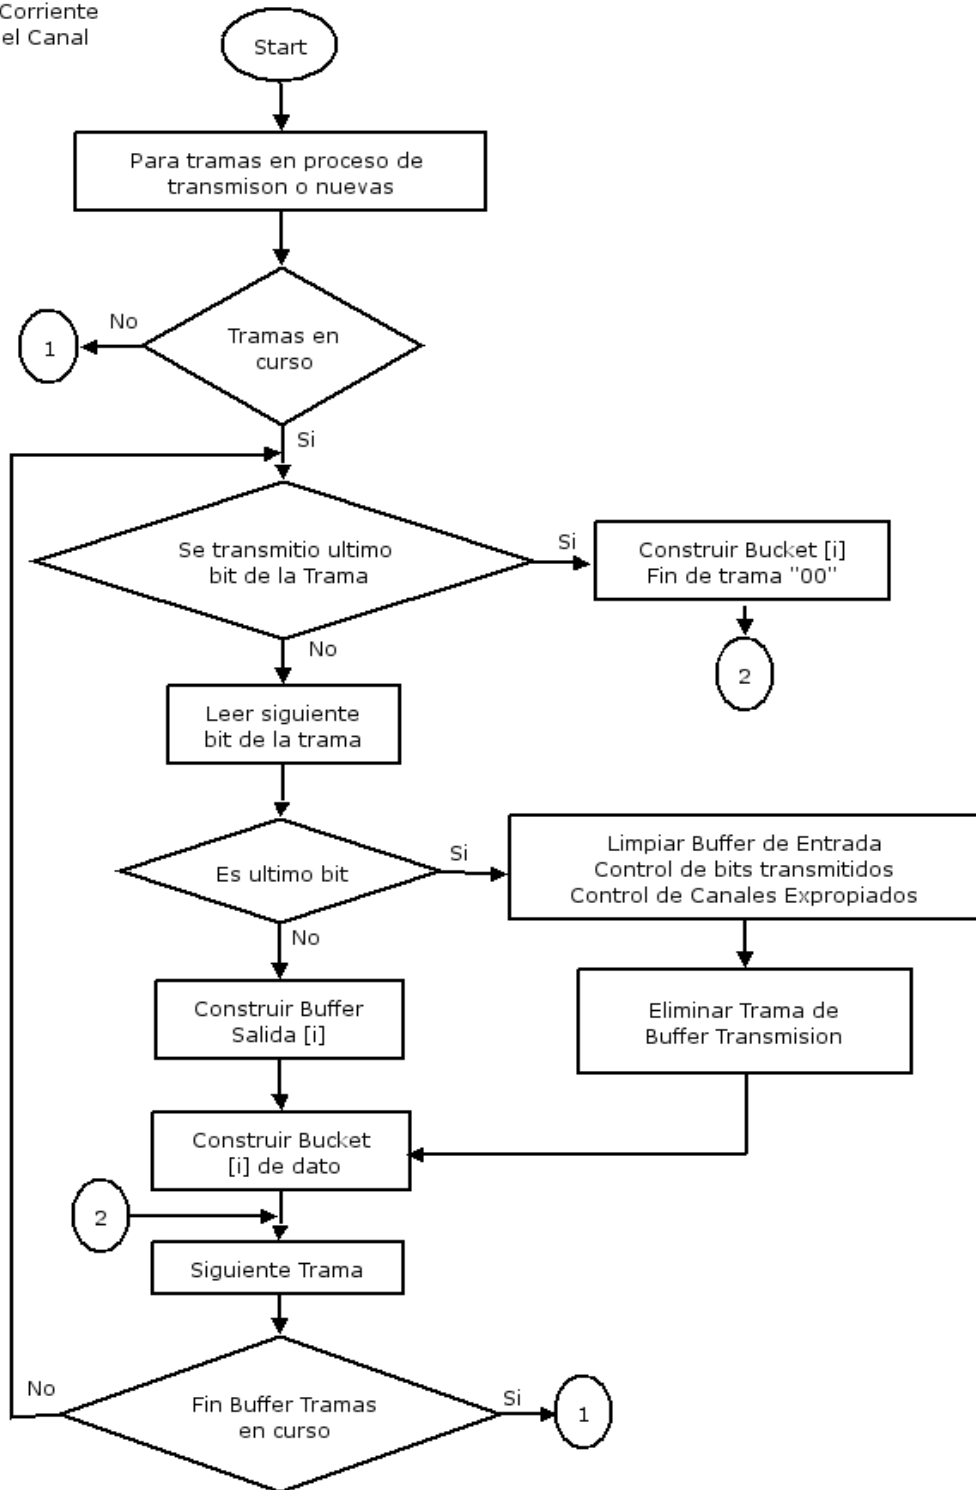 Corriente
el Canal
Start
Para tramas en proceso de
transmison o nuevas
No
1
Tramas en
curso
Si
Se transmitio ultimo
bit de la Trama
Si
Construir Bucket [i]
Fin de trama "00"
2
No
Leer siguiente
bit de la trama
Es ultimo bit
Si
Limpiar Buffer de Entrada
Control de bits transmitidos
Control de Canales Expropiados
No
Construir Buffer
Salida [i]
Eliminar Trama de
Buffer Transmision
Construir Bucket
[i] de dato
2
Siguiente Trama
No
Fin Buffer Tramas
en curso
Si
1